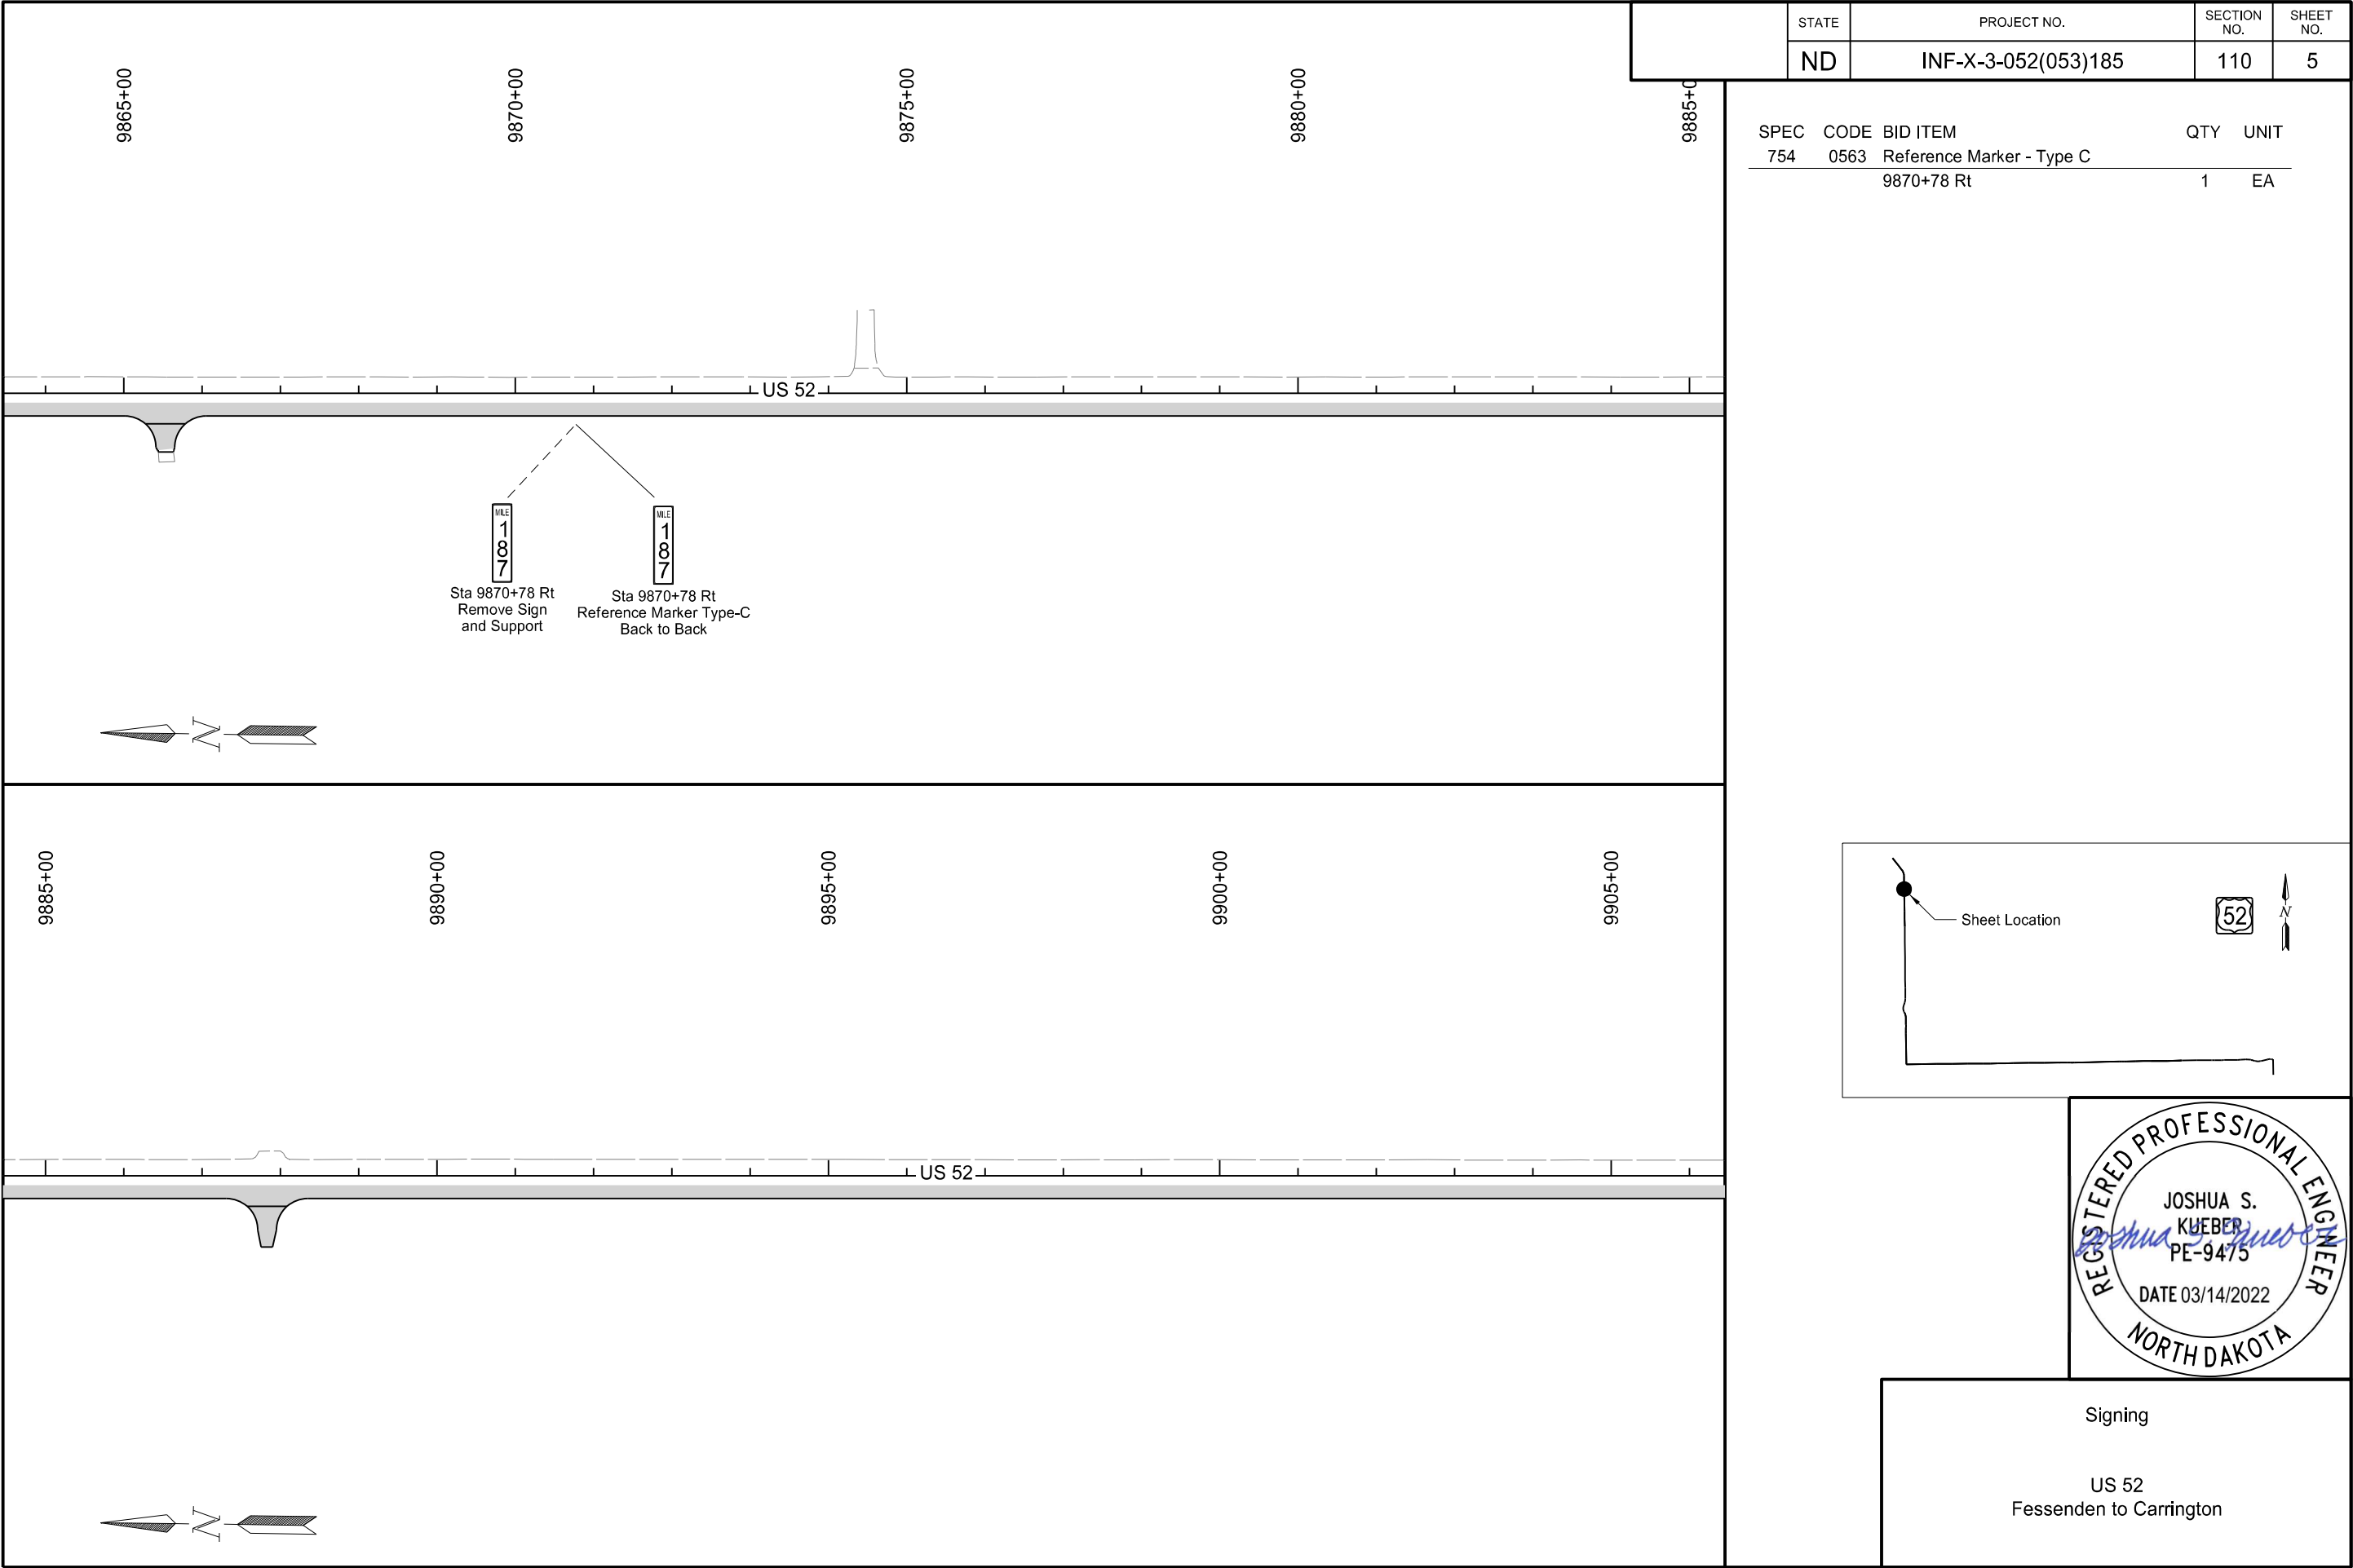 STATE PROJECT NO. SECTION NO. SHEET NO.
ND INF-X-3-052(053)185 110 5
9865+00 9870+00 9875+00 9880+00 9885+0
SPEC CODE BID ITEM QTY UNIT
754 0563 Reference Marker - Type C
9870+78 Rt 1 EA
US 52
MILE
1
8
7
Sta 9870+78 Rt
Remove Sign
and Support
MILE
1
8
7
Sta 9870+78 Rt
Reference Marker Type-C
Back to Back
N
9885+00 9890+00 9895+00 9900+00 9905+00
US 52
N
Sheet Location
52
N
REGISTERED PROFESSIONAL ENGINEER
JOSHUA S.
KUEBER
PE-9475
Joshua S. Kueber
DATE 03/14/2022
NORTH DAKOTA
Signing
US 52
Fessenden to Carrington